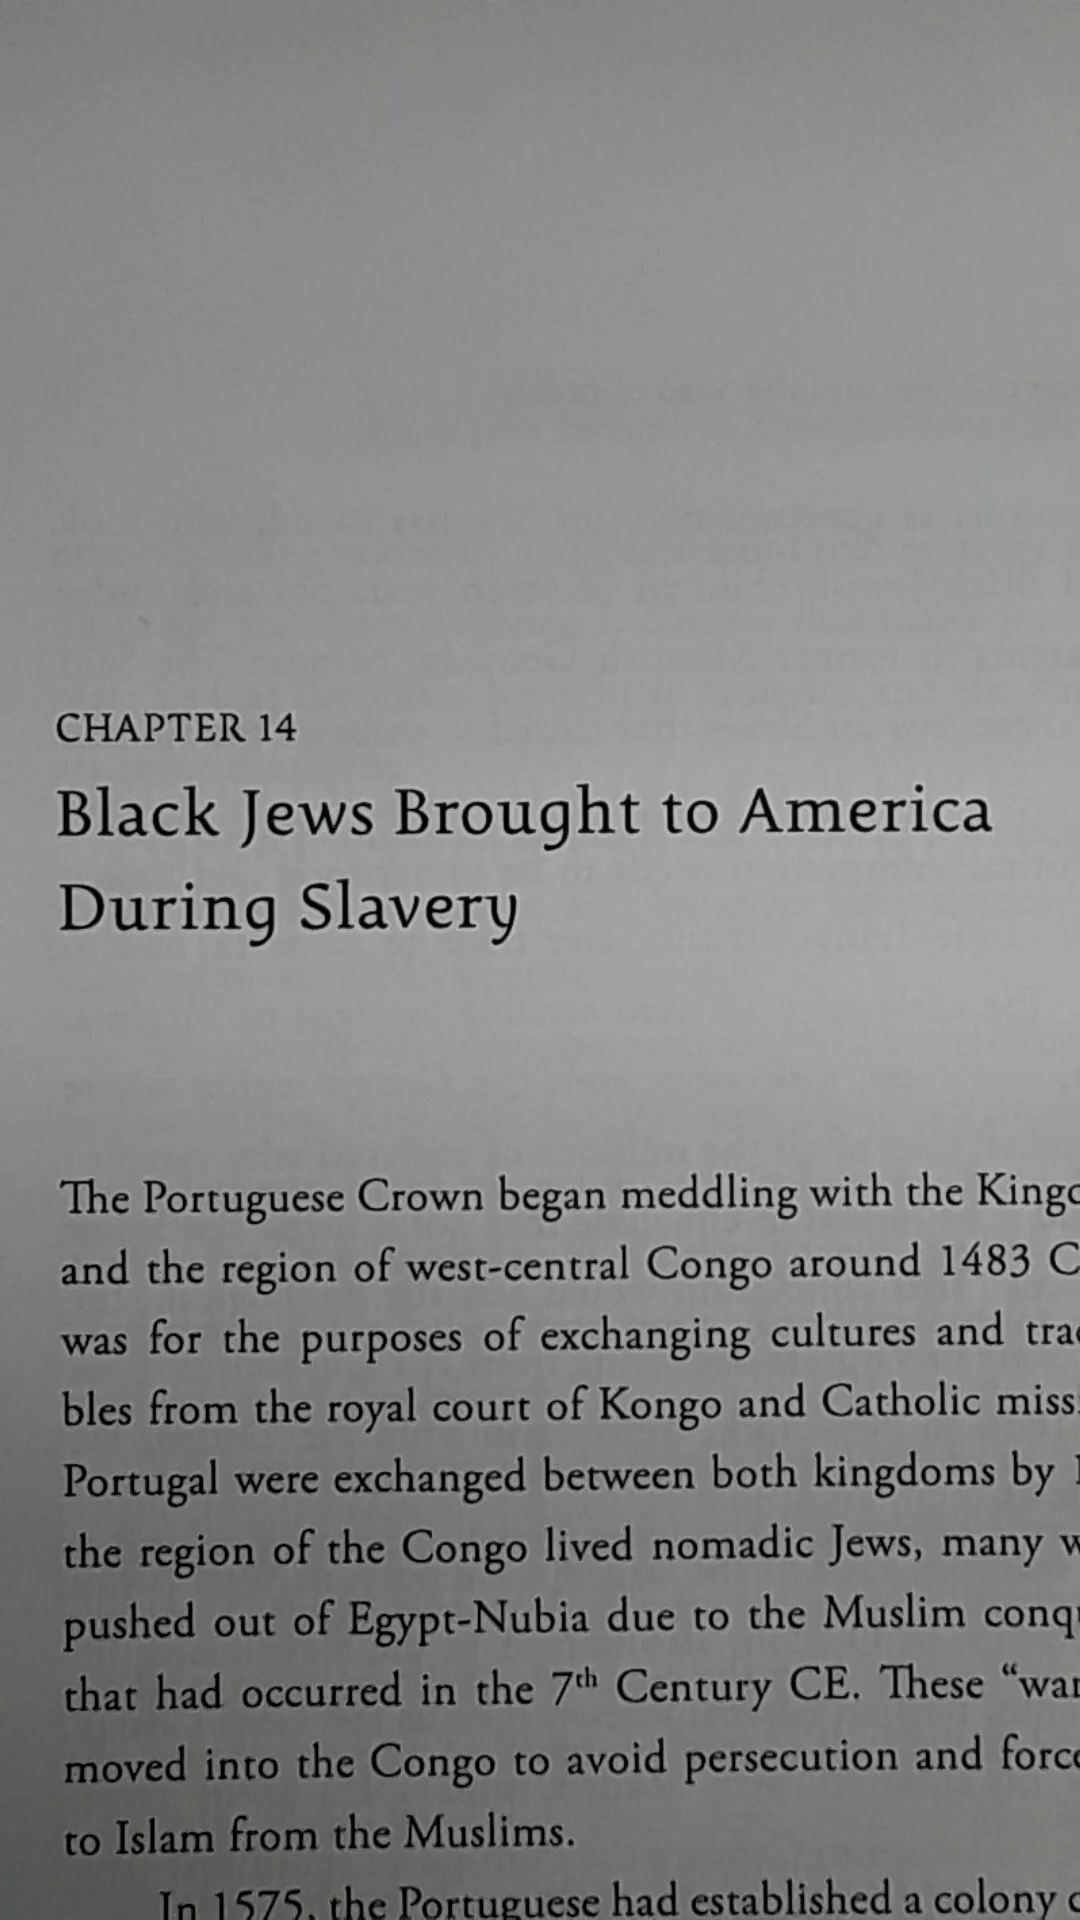 CHAPTER 14
Black Jews Brought to America
During Slavery
The Portuguese Crown began meddling with the
and the region of west-central Congo around 1483
was for the purposes of exchanging cultures and
bles from the royal court of Kongo and Catholic
Portugal were exchanged between both kingdoms by
the region of the Congo lived nomadic Jews, many
pushed out of Egypt-Nubia due to the Muslim
that had occurred in the 7th Century CE. These
moved into the Congo to avoid persecution and
to Islam from the Muslims.
In 1575, the Portuguese had established a colony